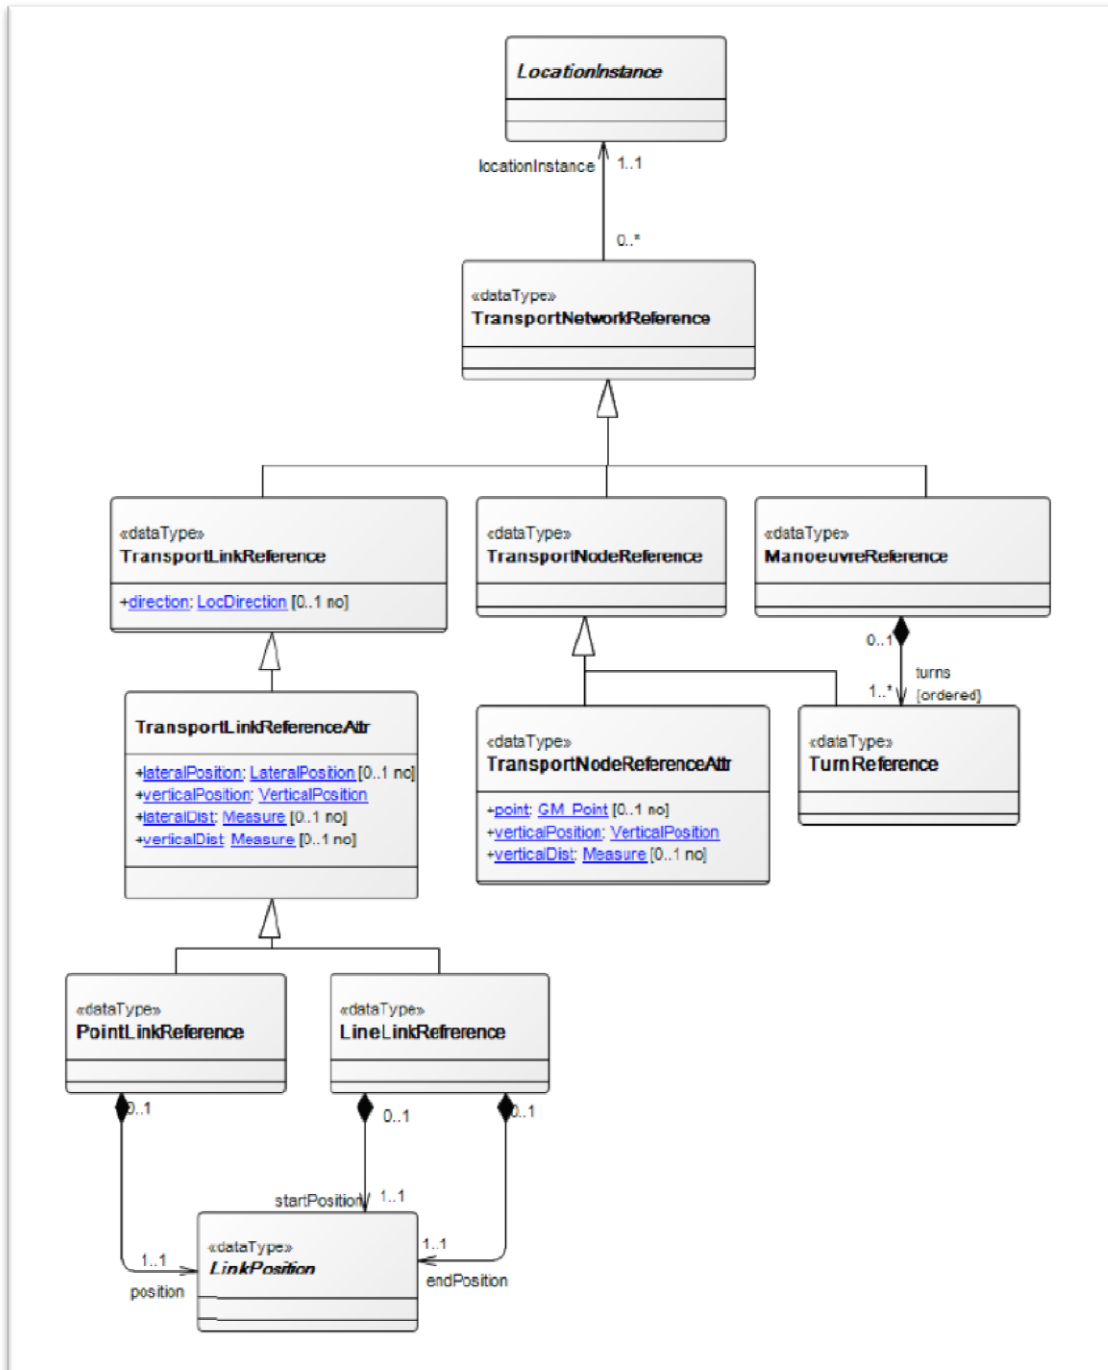 LocationInstance
locationInstance
1..1
0..*
«dataType»
TransportNetworkReference
«dataType»
TransportLinkReference
+direction: LocDirection [0..1 no]
«dataType»
TransportNodeReference
«dataType»
ManoeuvreReference
0..1
turns
1..*
{ordered}
TransportLinkReferenceAttr
+lateralPosition: LateralPosition [0..1 no]
+verticalPosition: VerticalPosition
+lateralDist: Measure [0..1 no]
+verticalDist: Measure [0..1 no]
«dataType»
TransportNodeReferenceAttr
+point: GM_Point [0..1 no]
+verticalPosition: VerticalPosition
+verticalDist: Measure [0..1 no]
«dataType»
TurnReference
«dataType»
PointLinkReference
«dataType»
LineLinkRefrerence
0..1
0..1
0..1
startPosition
1..1
1..1
1..1
position
endPosition
«dataType»
LinkPosition